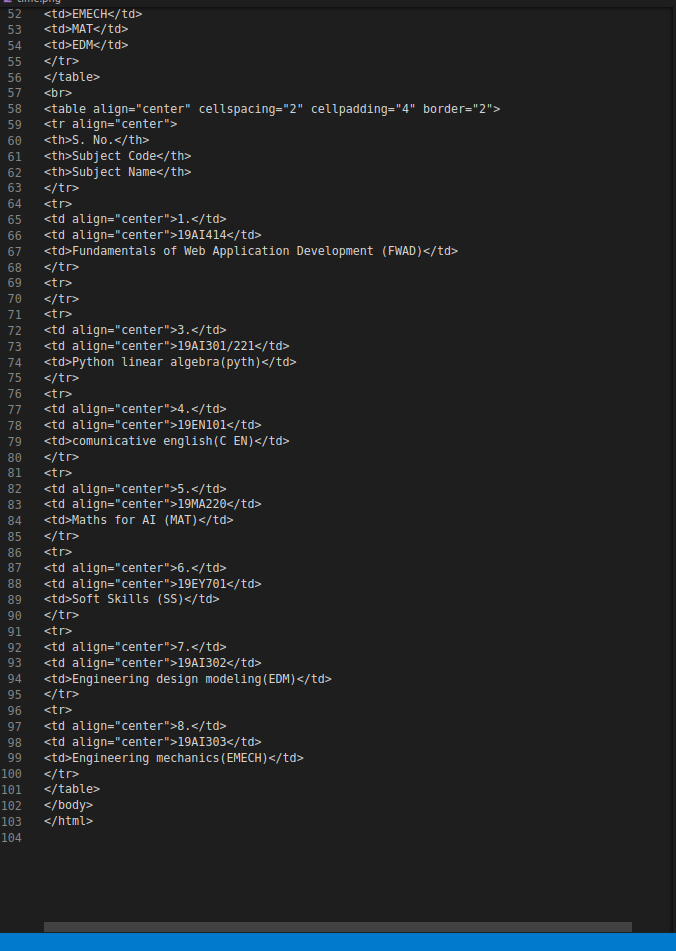 time.png
52 <td>EMECH</td>
53 <td>MAT</td>
54 <td>EDM</td>
55 </tr>
56 </table>
57 <br>
58 <table align="center" cellspacing="2" cellpadding="4" border="2">
59 <tr align="center">
60 <th>S. No.</th>
61 <th>Subject Code</th>
62 <th>Subject Name</th>
63 </tr>
64 <tr>
65 <td align="center">1.</td>
66 <td align="center">19AI414</td>
67 <td>Fundamentals of Web Application Development (FWAD)</td>
68 </tr>
69 <tr>
70 </tr>
71 <tr>
72 <td align="center">3.</td>
73 <td align="center">19AI301/221</td>
74 <td>Python linear algebra(pyth)</td>
75 </tr>
76 <tr>
77 <td align="center">4.</td>
78 <td align="center">19EN101</td>
79 <td>comunicative english(C EN)</td>
80 </tr>
81 <tr>
82 <td align="center">5.</td>
83 <td align="center">19MA220</td>
84 <td>Maths for AI (MAT)</td>
85 </tr>
86 <tr>
87 <td align="center">6.</td>
88 <td align="center">19EY701</td>
89 <td>Soft Skills (SS)</td>
90 </tr>
91 <tr>
92 <td align="center">7.</td>
93 <td align="center">19AI302</td>
94 <td>Engineering design modeling(EDM)</td>
95 </tr>
96 <tr>
97 <td align="center">8.</td>
98 <td align="center">19AI303</td>
99 <td>Engineering mechanics(EMECH)</td>
100 </tr>
101 </table>
102 </body>
103 </html>
104